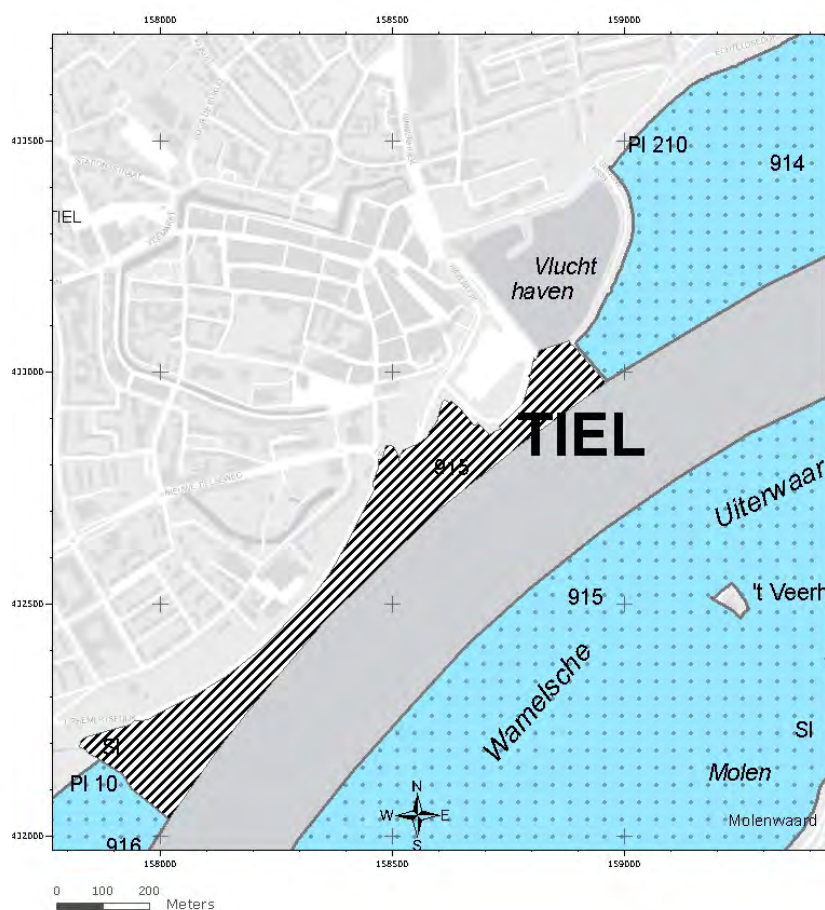 158000 158500 159000
433500
PI 210
914
TIEL
Vlucht
haven
433000
TIEL
915
Uiterwaar
432500
915
't Veerh
Wamelsche
SI
SI
PI 10
Molen
Molenwaard
N
W E
S
432000
916
158000 158500 159000
0 100 200
Meters